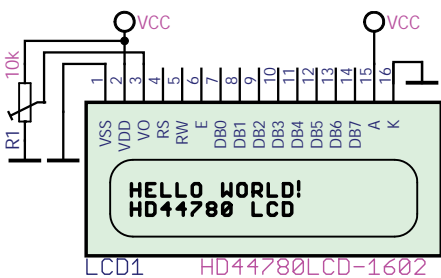 VCC VCC
10k
R1
1 2 3 4 5 6 7 8 9 10 11 12 13 14 15 16
VSS VDD VO RS RW E DB0 DB1 DB2 DB3 DB4 DB5 DB6 DB7 A K
HELLO WORLD!
HD44780 LCD
LCD1 HD44780LCD-1602